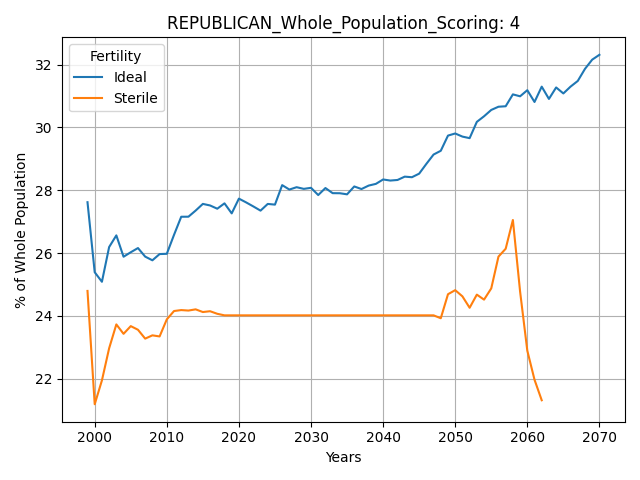 REPUBLICAN_Whole_Population_Scoring: 4
Fertility
Ideal
Sterile
% of Whole Population
32
30
28
26
24
22
2000 2010 2020 2030 2040 2050 2060 2070
Years